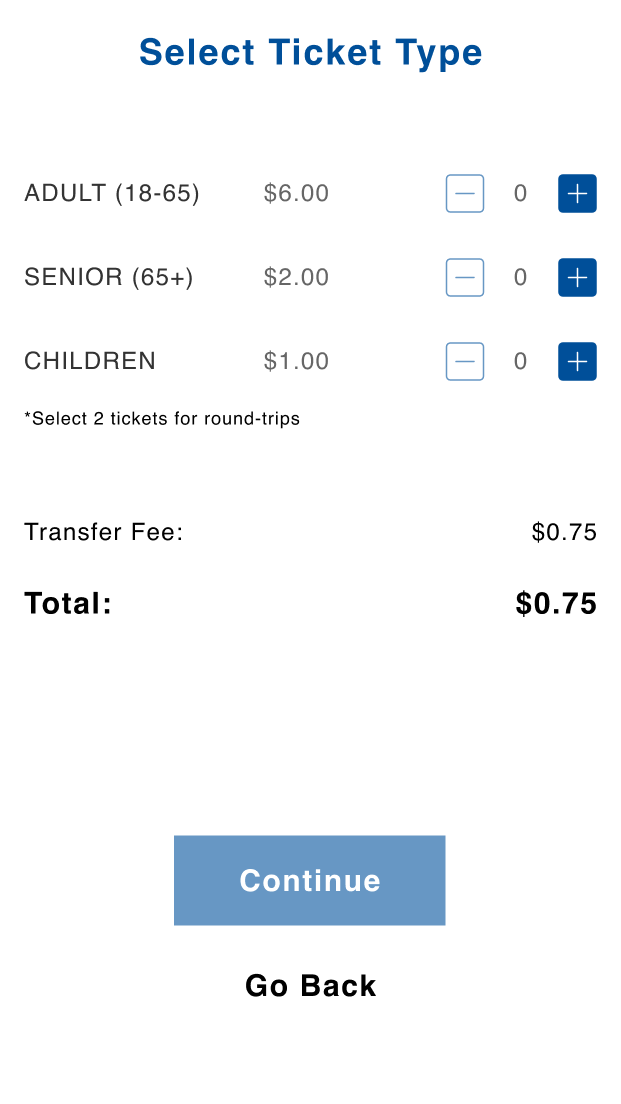 Select Ticket Type
ADULT (18-65) $6.00 0
SENIOR (65+) $2.00 0
CHILDREN $1.00 0
*Select 2 tickets for round-trips
Transfer Fee: $0.75
Total: $0.75
Continue
Go Back